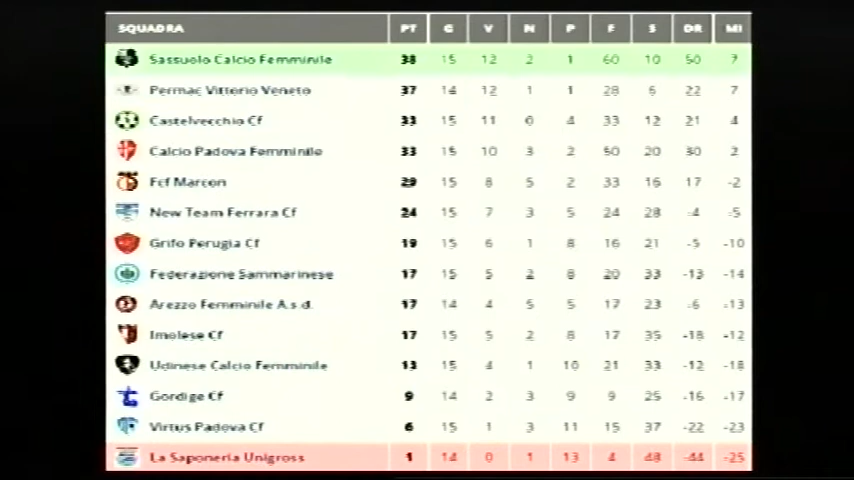 SQUADRA PT G V N P F S DR MI
Sassuolo Calcio Femminile 38 15 12 2 1 60 10 50 7
Permac Vittorio Veneto 37 14 12 1 1 28 6 22 7
Castelvecchio Cf 33 15 11 0 4 33 12 21 4
Calcio Padova Femminile 33 15 10 3 2 50 20 30 2
Fcf Marcon 29 15 8 5 2 33 16 17 -2
New Team Ferrara Cf 24 15 7 3 5 24 28 -4 -5
Grifo Perugia Cf 19 15 6 1 8 16 21 -5 -10
Federazione Sammarinese 17 15 5 2 8 20 33 -13 -14
Arezzo Femminile A.s.d. 17 14 4 5 5 17 23 -6 -13
Imolese Cf 17 15 5 2 8 17 35 -18 -12
Udinese Calcio Femminile 13 15 4 1 10 21 33 -12 -18
Gordige Cf 9 14 2 3 9 9 25 -16 -17
Virtus Padova Cf 6 15 1 3 11 15 37 -22 -23
La Saponeria Unigross 1 14 0 1 13 4 48 -44 -25